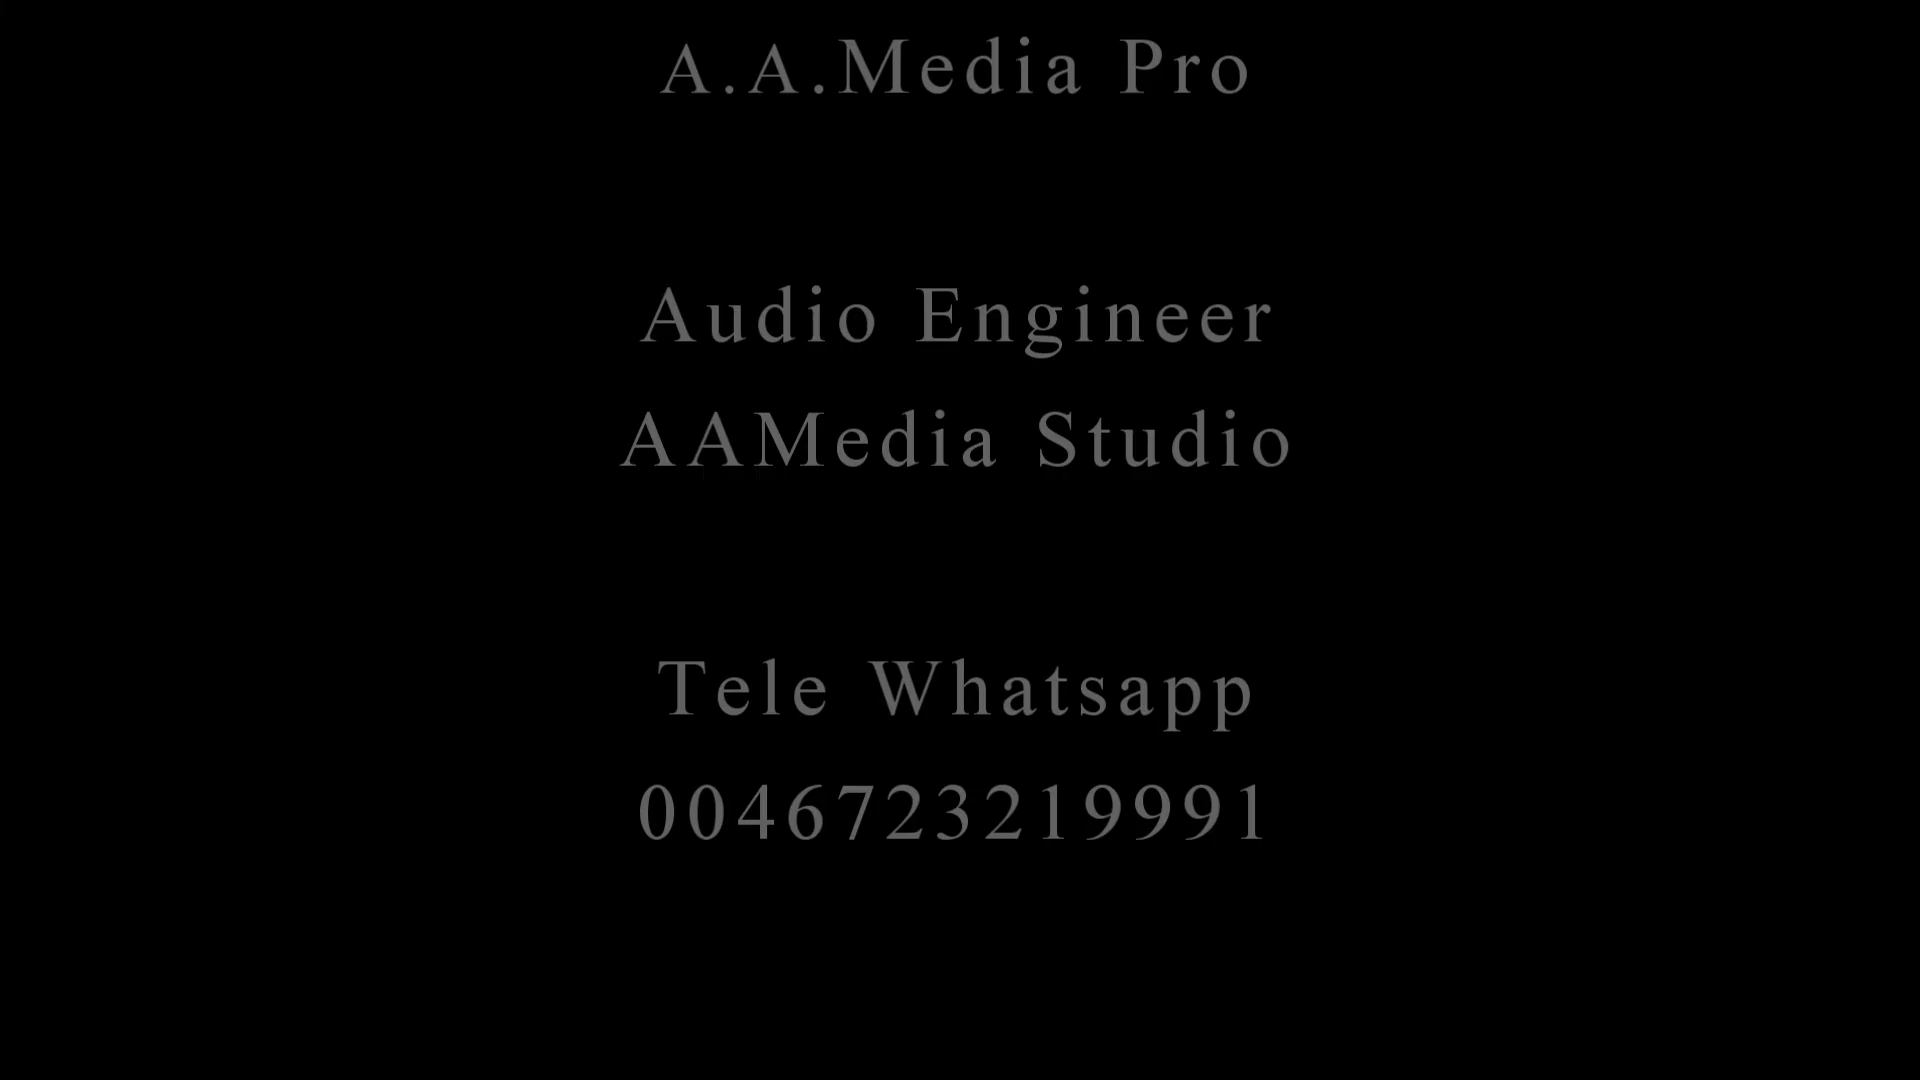 A.A.Media Pro
Audio Engineer
AAMedia Studio
Tele Whatsapp
0046723219991